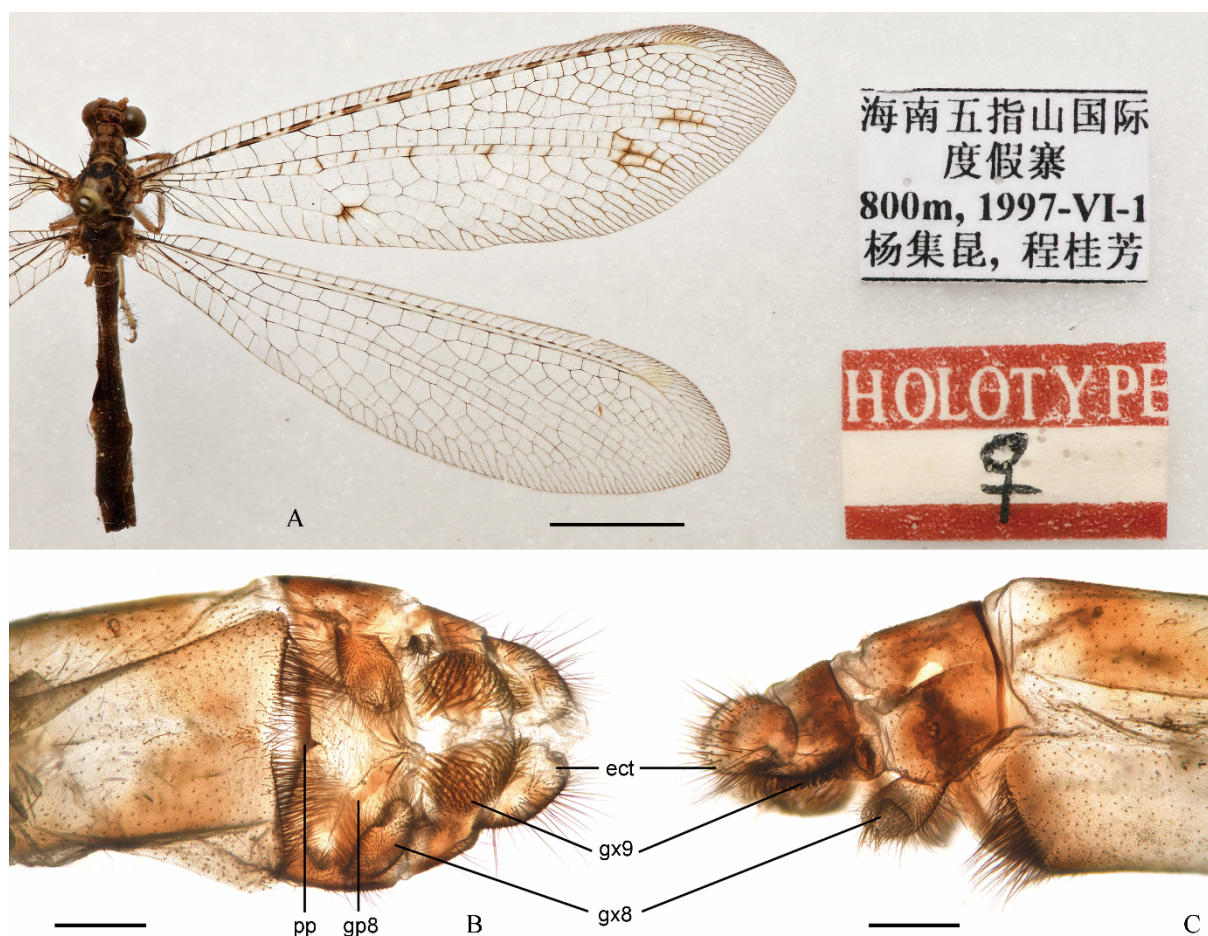 海南五指山国际
度假寨
800m, 1997-VI-1
杨集昆, 程桂芳
HOLOTYPE
♀
A
ect
gx9
gx8
pp
gp8
B
C